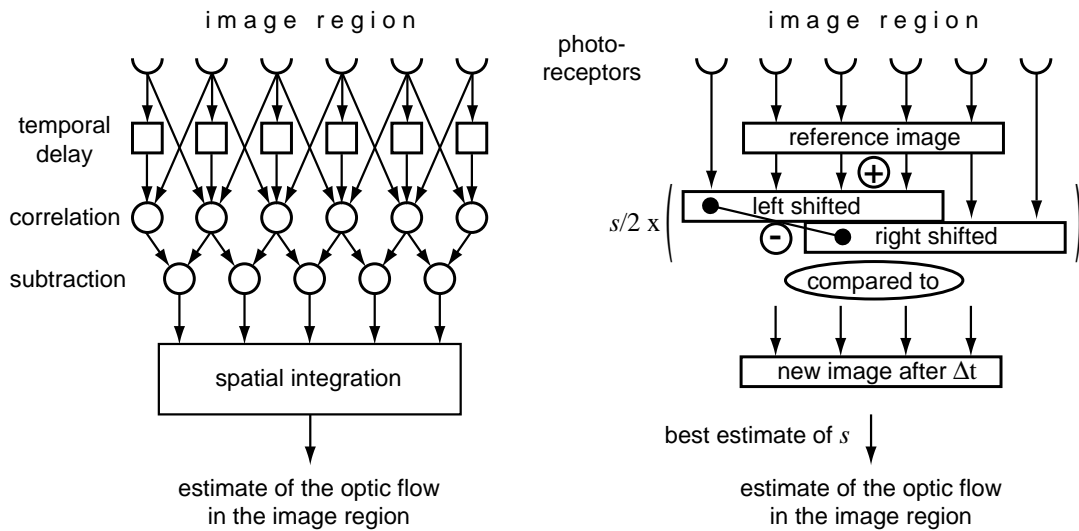 image region
temporal
delay
correlation
subtraction
spatial integration
estimate of the optic flow
in the image region
image region
photo-
receptors
reference image
+
left shifted
s/2 x
-
right shifted
compared to
new image after Δt
best estimate of s
estimate of the optic flow
in the image region